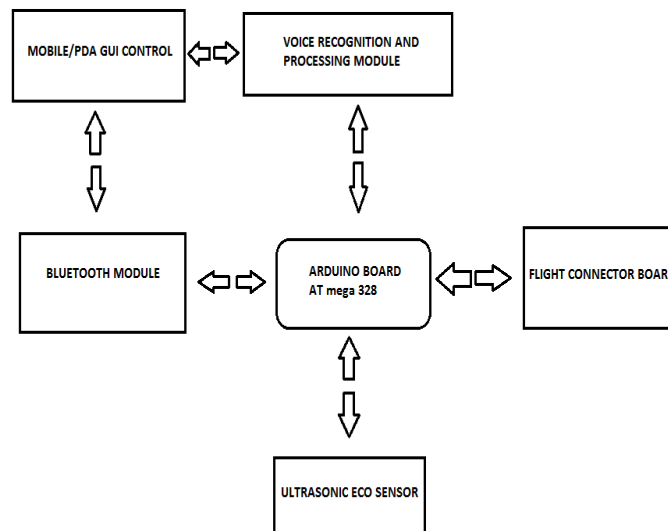 MOBILE/PDA GUI CONTROL
VOICE RECOGNITION AND
PROCESSING MODULE
BLUETOOTH MODULE
ARDUINO BOARD
AT mega 328
FLIGHT CONNECTOR BOAR
ULTRASONIC ECO SENSOR